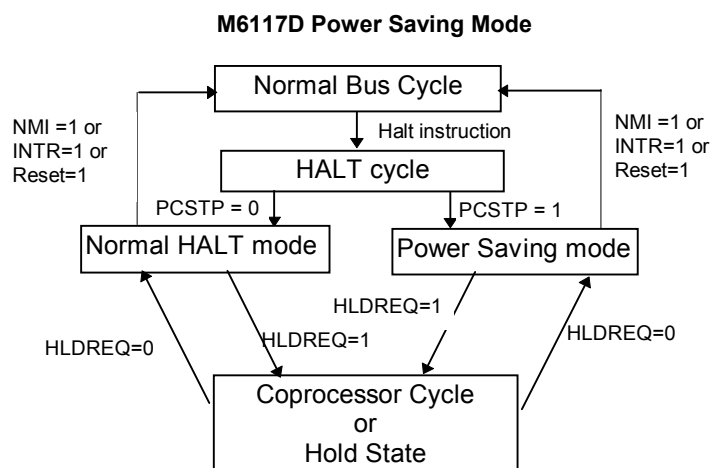 M6117D Power Saving Mode
Normal Bus Cycle
NMI =1 or
INTR=1 or
Reset=1
Halt instruction
NMI =1 or
INTR=1 or
Reset=1
HALT cycle
PCSTP = 0
PCSTP = 1
Normal HALT mode
Power Saving mode
HLDREQ=0
HLDREQ=1
HLDREQ=1
HLDREQ=0
Coprocessor Cycle
or
Hold State